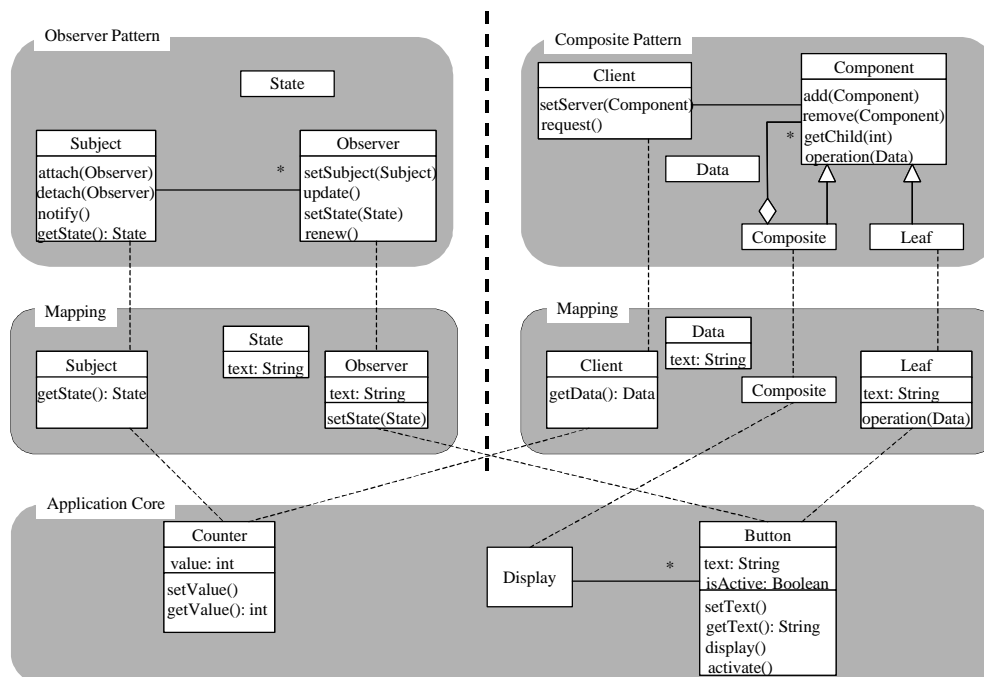 Observer Pattern
State
Subject
attach(Observer)
detach(Observer)
notify()
getState(): State
*
Observer
setSubject(Subject)
update()
setState(State)
renew()
Composite Pattern
Client
setServer(Component)
request()
Component
add(Component)
remove(Component)
getChild(int)
operation(Data)
*
Data
Composite
Leaf
Mapping
State
text: String
Subject
getState(): State
Observer
text: String
setState(State)
Mapping
Client
getData(): Data
Data
text: String
Composite
Leaf
text: String
operation(Data)
Application Core
Counter
value: int
setValue()
getValue(): int
Display
*
Button
text: String
isActive: Boolean
setText()
getText(): String
display()
activate()